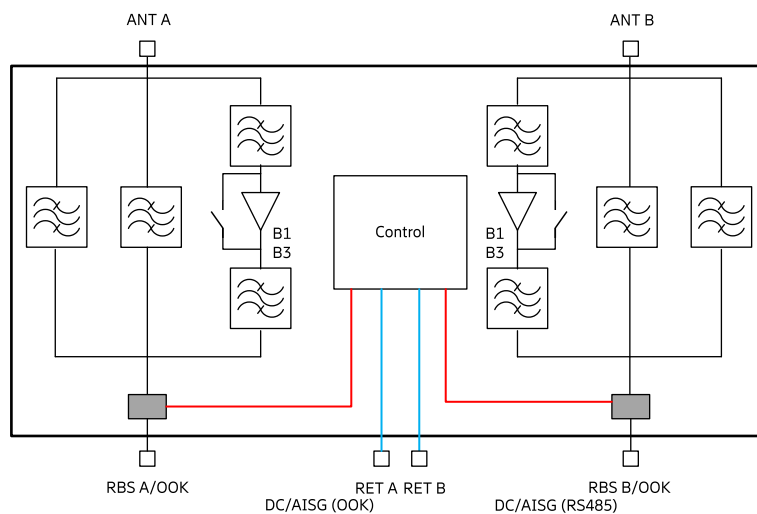 ANT A
ANT B
B1
B3
Control
B1
B3
RBS A/OOK
RET A
RET B
RBS B/OOK
DC/AISG (OOK)
DC/AISG (RS485)